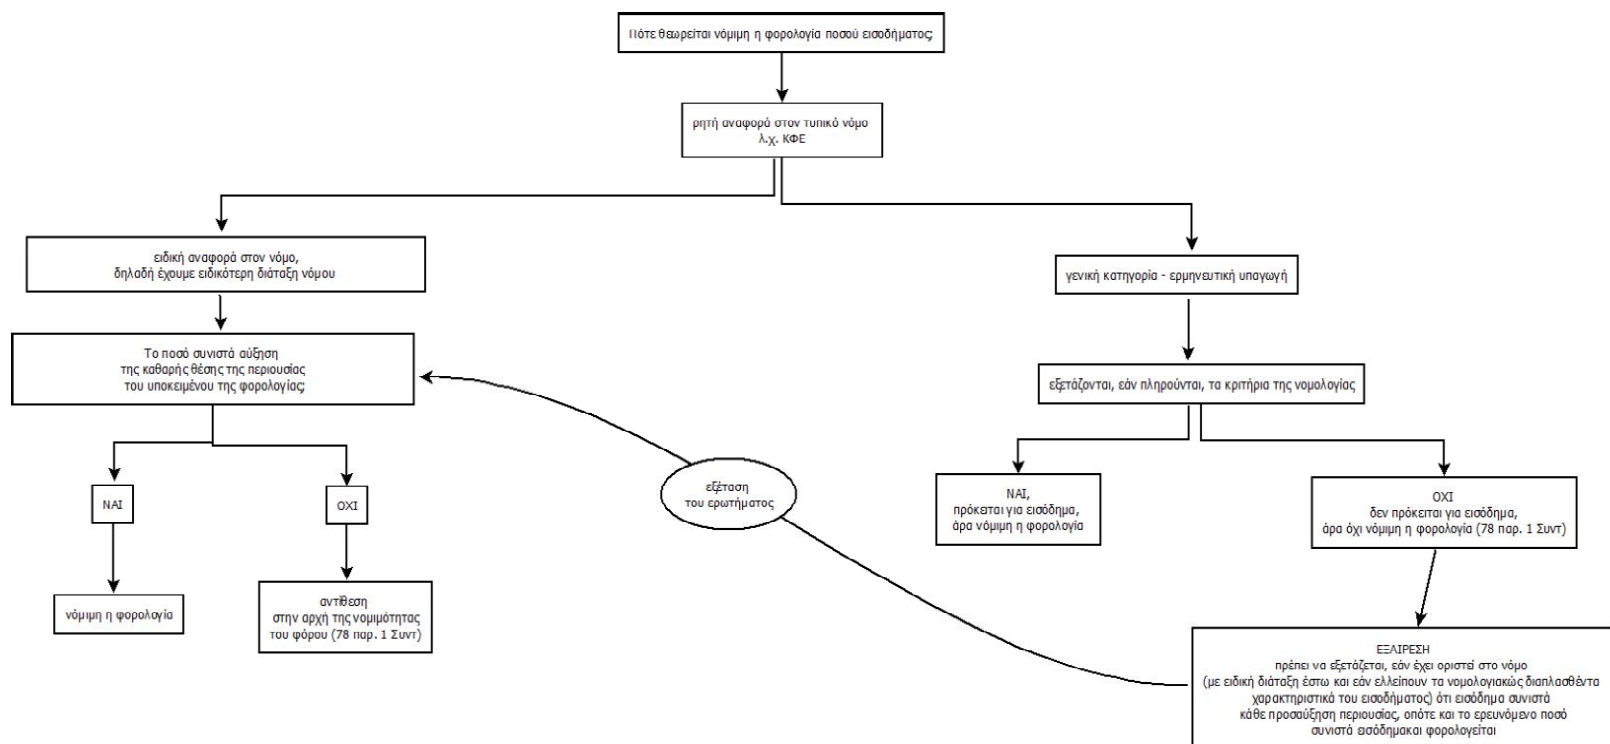 Πότε θεωρείται νόμιμη η φορολογία ποσού εισοδήματος;
ρητή αναφορά στον τυπικό νόμο
λ.χ. ΚΦΕ
ειδική αναφορά στον νόμο,
δηλαδή έχουμε ειδικότερη διάταξη νόμου
Το ποσό συνιστά αύξηση
της καθαρής θέσης της περιουσίας
του υποκειμένου της φορολογίας;
ΝΑΙ
ΟΧΙ
νόμιμη η φορολογία
αντίθεση
στην αρχή της νομιμότητας
του φόρου (78 παρ. 1 Συντ)
εξέταση
του ερωτήματος
γενική κατηγορία - ερμηνευτική υπαγωγή
εξετάζονται, εάν πληρούνται, τα κριτήρια της νομολογίας
ΝΑΙ,
πρόκειται για εισόδημα,
άρα νόμιμη η φορολογία
ΟΧΙ
δεν πρόκειται για εισόδημα,
άρα όχι νόμιμη η φορολογία (78 παρ. 1 Συντ)
ΕΞΑΙΡΕΣΗ
πρέπει να εξετάζεται, εάν έχει οριστεί στο νόμο
(με ειδική διάταξη έστω και εάν ελλείπουν τα νομολογιακώς διαπλασθέντα
χαρακτηριστικά του εισοδήματος) ότι εισόδημα συνιστά
κάθε προσαύξηση περιουσίας, οπότε και το ερευνόμενο ποσό
συνιστά εισόδημακαι φορολογείται